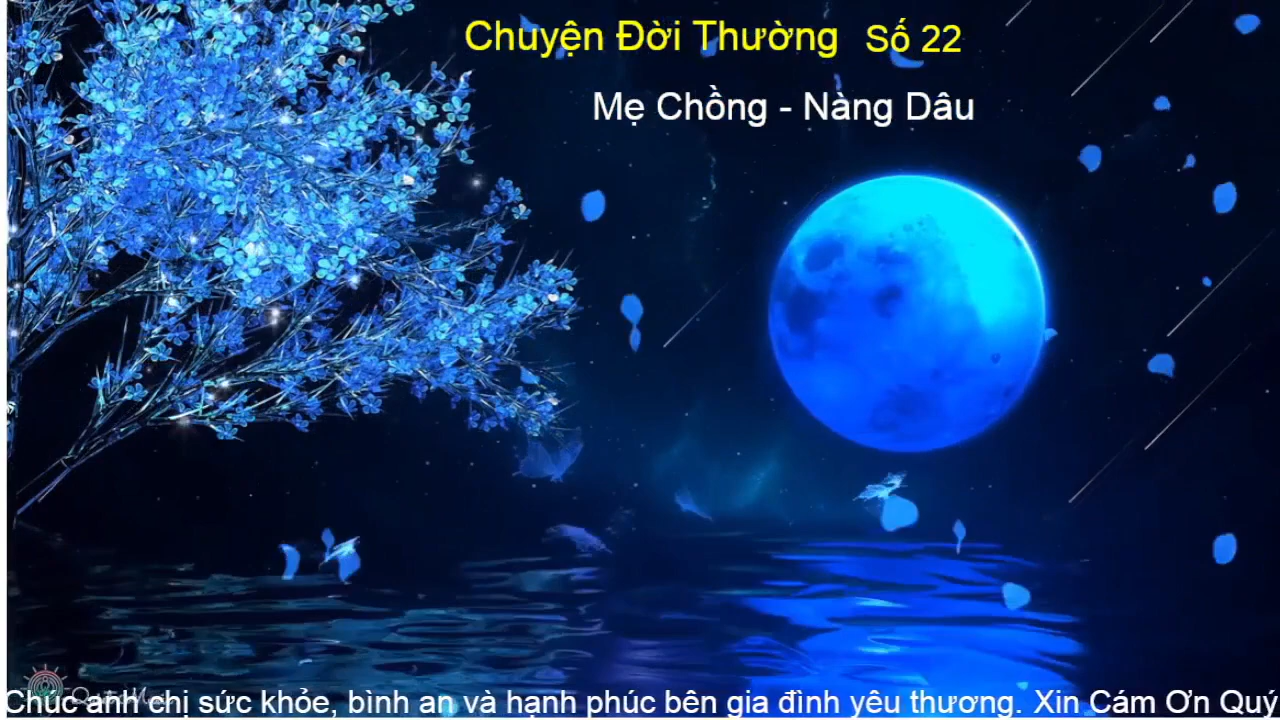 Chuyện Đời Thường Số 22
Mẹ Chồng - Nàng Dâu
Chúc anh chị sức khỏe, bình an và hạnh phúc bên gia đình yêu thương. Xin Cám Ơn Quý